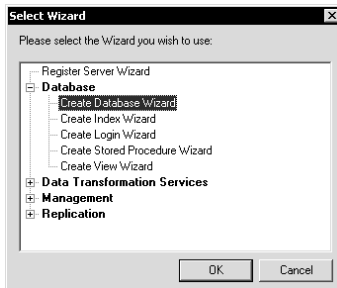 Select Wizard
Please select the Wizard you wish to use:
Register Server Wizard
Database
Create Database Wizard
Create Index Wizard
Create Login Wizard
Create Stored Procedure Wizard
Create View Wizard
Data Transformation Services
Management
Replication
OK
Cancel